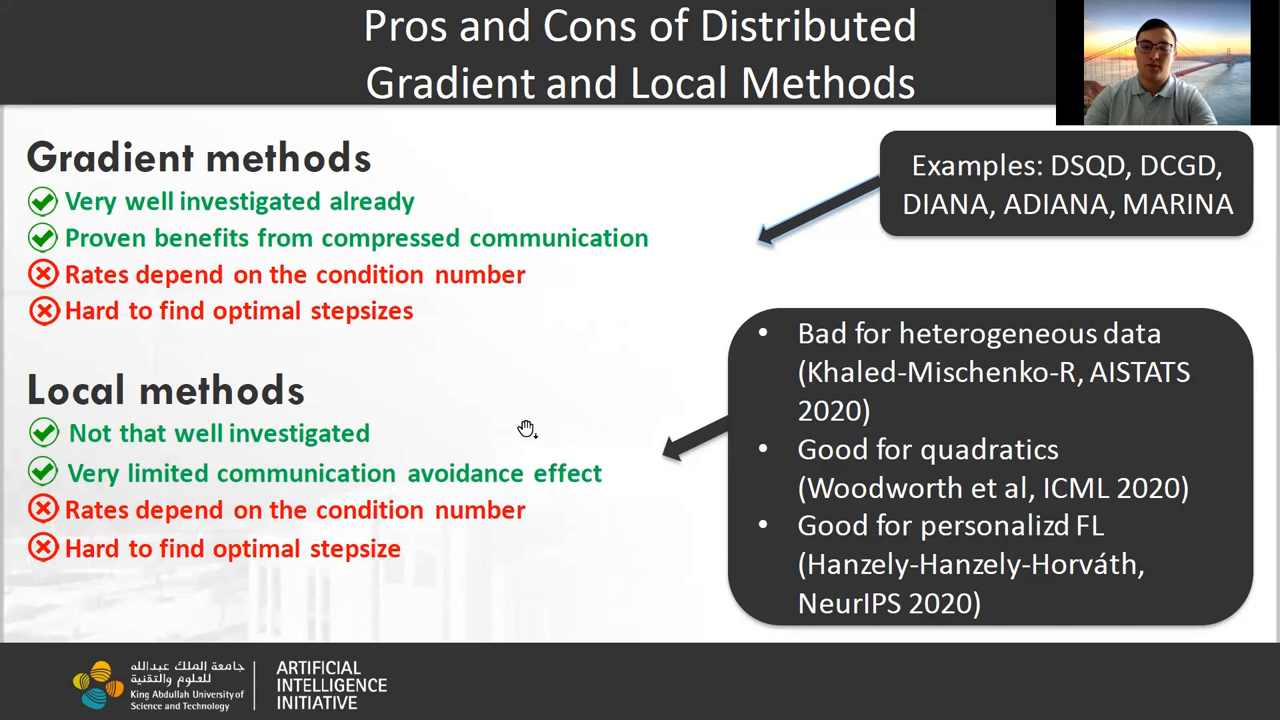 Pros and Cons of Distributed
Gradient and Local Methods
Gradient methods
Very well investigated already
Proven benefits from compressed communication
Rates depend on the condition number
Hard to find optimal stepsizes
Examples: DSQD, DCGD,
DIANA, ADIANA, MARINA
Local methods
Not that well investigated
Very limited communication avoidance effect
Rates depend on the condition number
Hard to find optimal stepsize
• Bad for heterogeneous data
(Khaled-Mischenko-R, AISTATS
2020)
• Good for quadratics
(Woodworth et al, ICML 2020)
• Good for personalizd FL
(Hanzely-Hanzely-Horváth,
NeurIPS 2020)
جامعة الملك عبدالله
للعلوم والتقنية
King Abdullah University of
Science and Technology
ARTIFICIAL
INTELLIGENCE
INITIATIVE